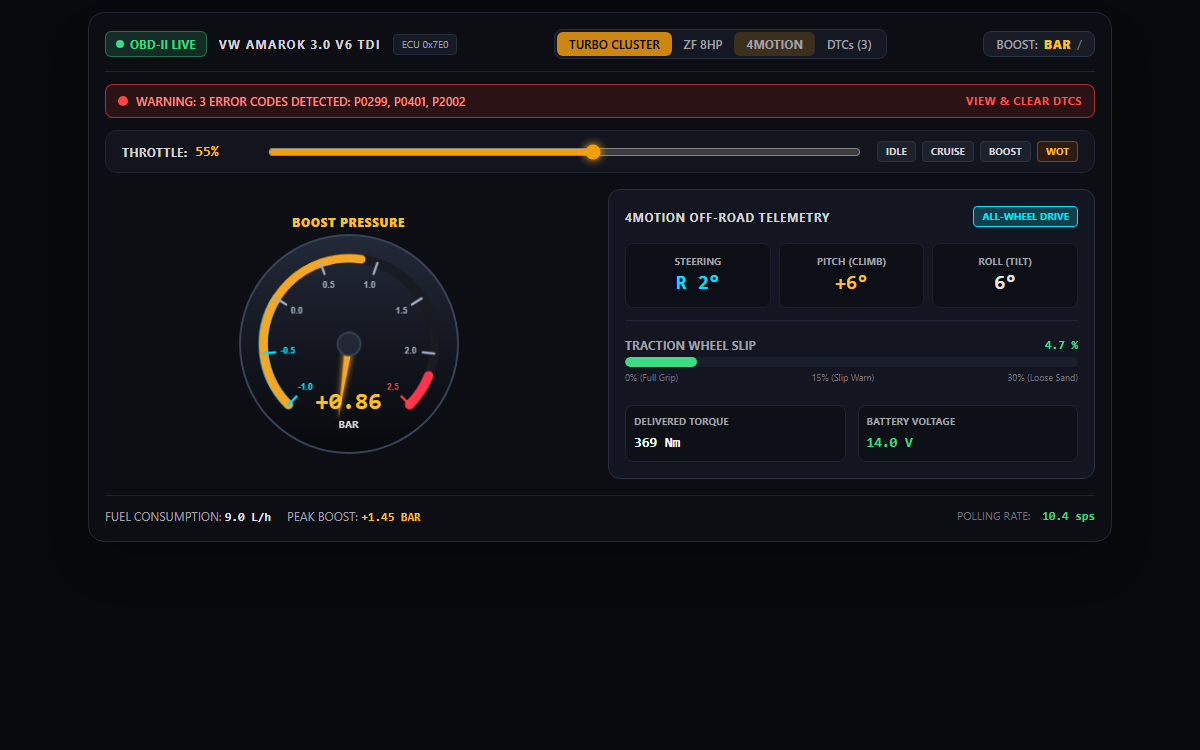 OBD-II LIVE VW AMAROK 3.0 V6 TDI ECU 0x7E0 TURBO CLUSTER ZF 8HP 4MOTION DTCs (3) BOOST: BAR /
WARNING: 3 ERROR CODES DETECTED: P0299, P0401, P2002 VIEW & CLEAR DTCS
THROTTLE: 55% IDLE CRUISE BOOST WOT
BOOST PRESSURE
0.5 1.0
0.0 1.5
-0.5 2.0
-1.0 2.5
+0.86
BAR
4MOTION OFF-ROAD TELEMETRY ALL-WHEEL DRIVE
STEERING PITCH (CLIMB) ROLL (TILT)
R 2° +6° 6°
TRACTION WHEEL SLIP 4.7 %
0% (Full Grip) 15% (Slip Warn) 30% (Loose Sand)
DELIVERED TORQUE BATTERY VOLTAGE
369 Nm 14.0 V
FUEL CONSUMPTION: 9.0 L/h PEAK BOOST: +1.45 BAR POLLING RATE: 10.4 sps